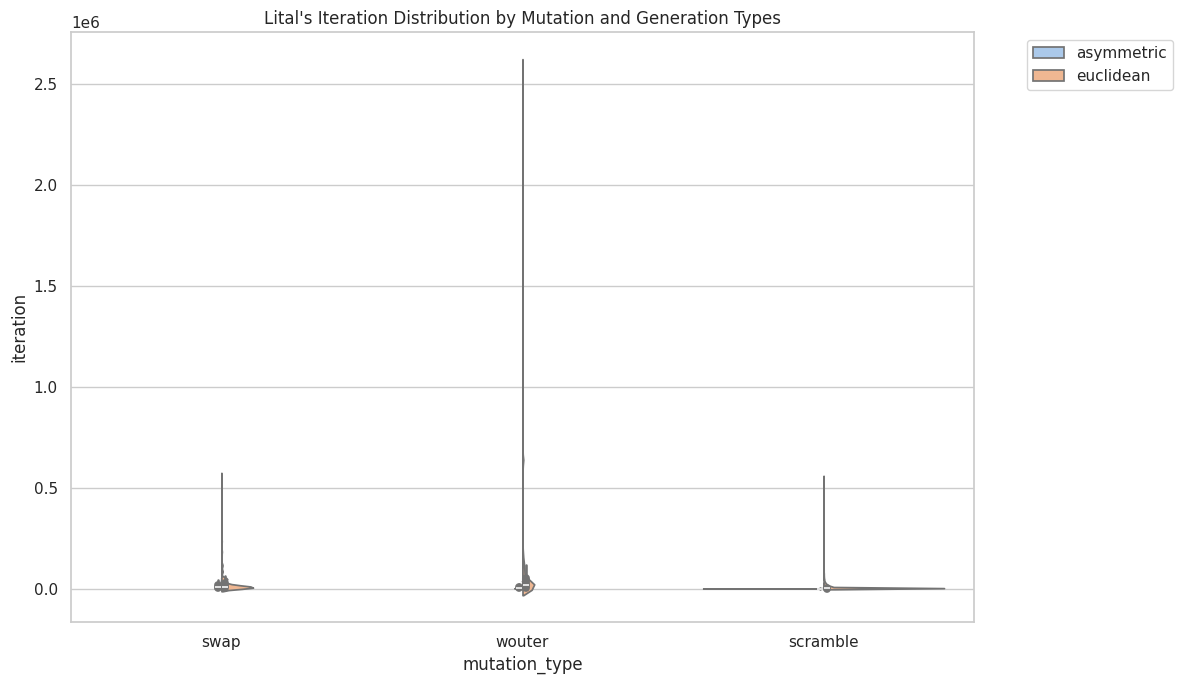 Lital's Iteration Distribution by Mutation and Generation Types
1e6
asymmetric
euclidean
2.5
2.0
1.5
1.0
0.5
0.0
iteration
swap
wouter
scramble
mutation_type